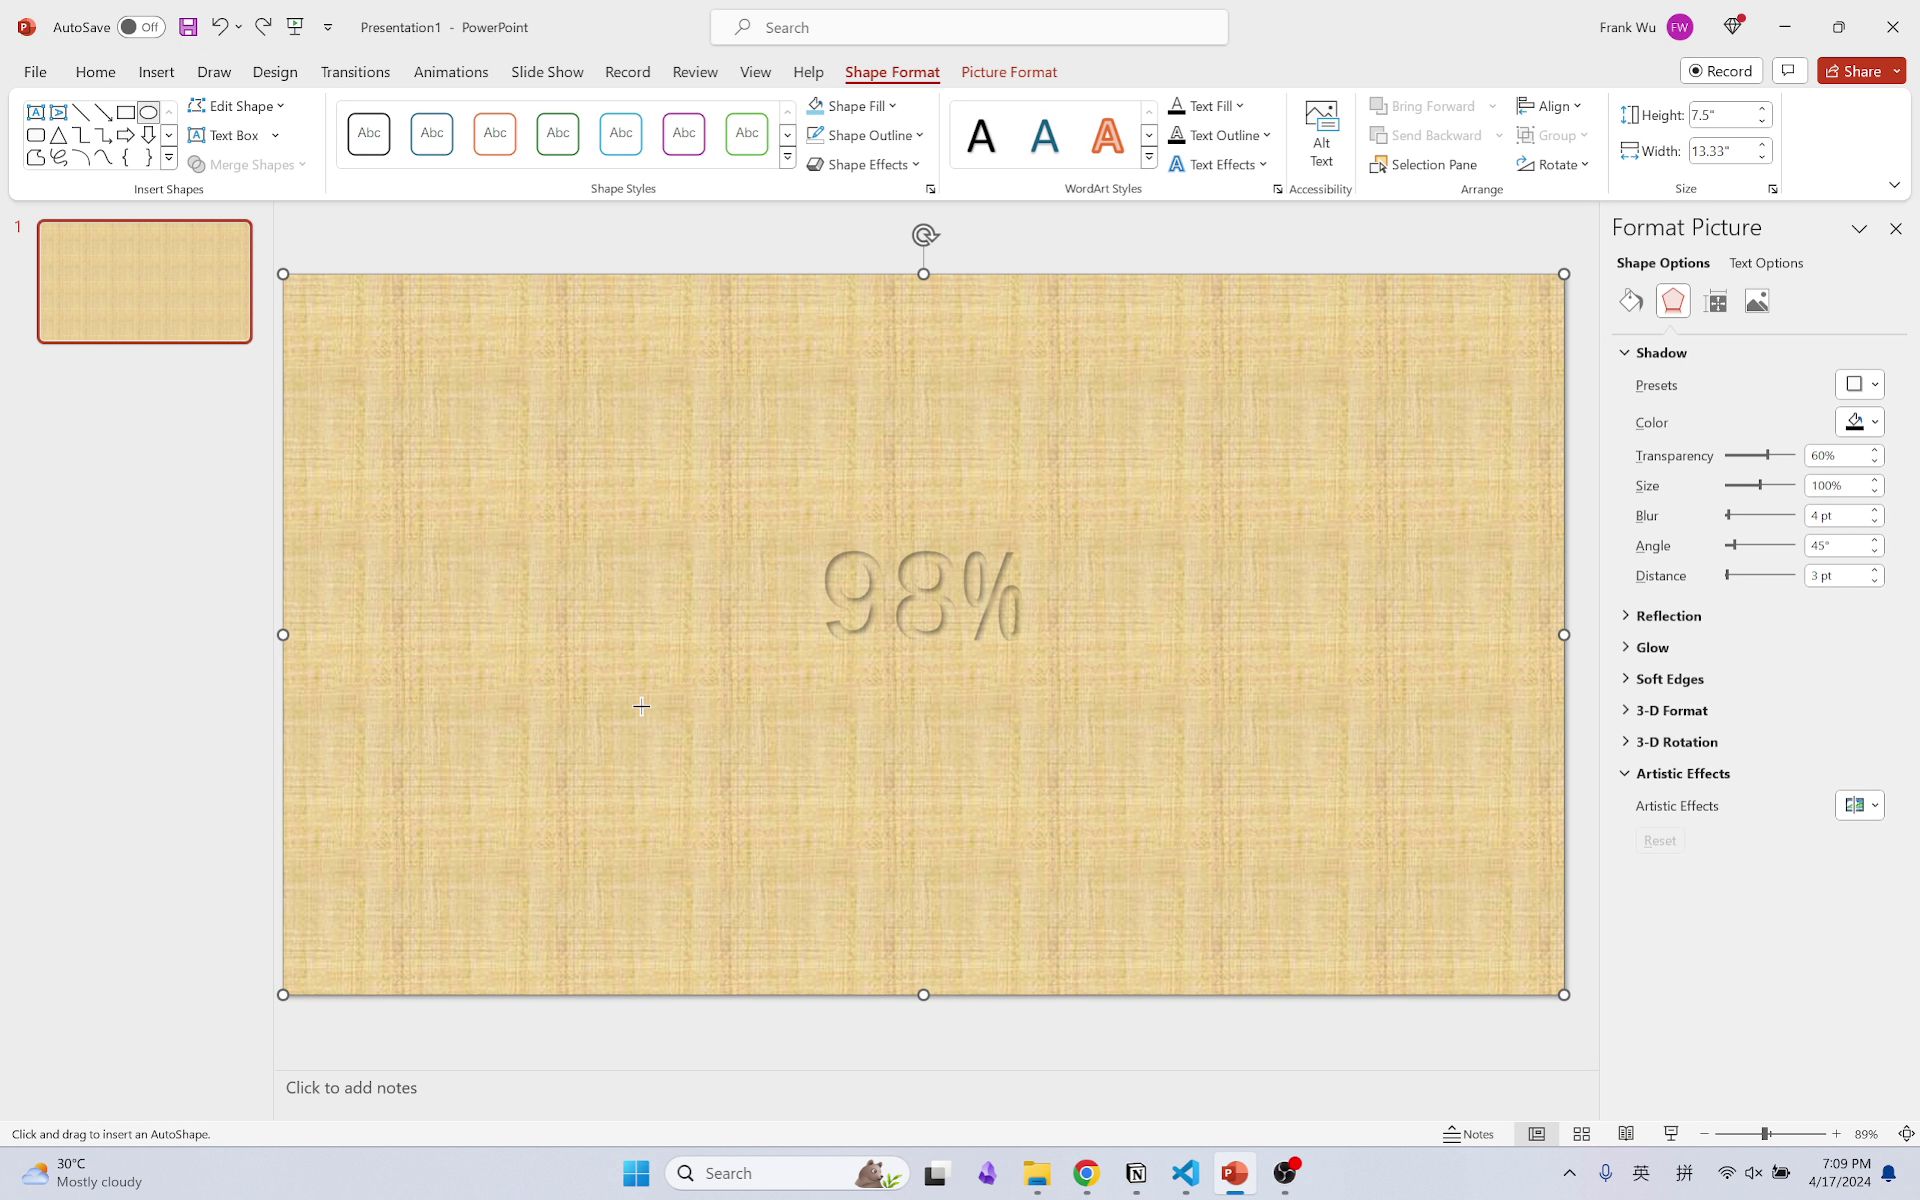 AutoSave Off Presentation1 - PowerPoint Search Frank Wu FW
File Home Insert Draw Design Transitions Animations Slide Show Record Review View Help Shape Format Picture Format Record Share
Edit Shape
Text Box
Merge Shapes
Insert Shapes
Abc Abc Abc Abc Abc Abc Abc
Shape Fill
Shape Outline
Shape Effects
Shape Styles
A A A
Text Fill
Text Outline
Text Effects
WordArt Styles
Alt
Text
Accessibility
Bring Forward
Send Backward
Selection Pane
Align
Group
Rotate
Arrange
Height: 7.5"
Width: 13.33"
Size
1
98%
Format Picture
Shape Options Text Options
Shadow
Presets
Color
Transparency 60%
Size 100%
Blur 4 pt
Angle 45°
Distance 3 pt
Reflection
Glow
Soft Edges
3-D Format
3-D Rotation
Artistic Effects
Artistic Effects
Reset
Click to add notes
Click and drag to insert an AutoShape. Notes 89%
30°C
Mostly cloudy
Search
英 拼
7:09 PM
4/17/2024